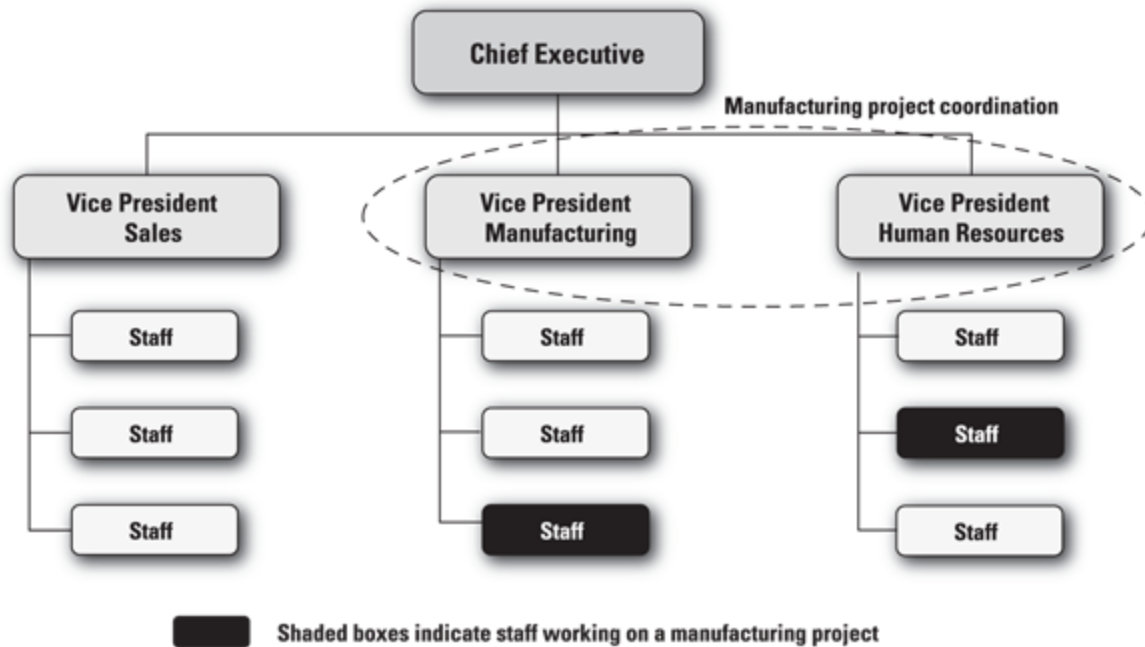 Chief Executive
Manufacturing project coordination
Vice President
Sales
Vice President
Manufacturing
Vice President
Human Resources
Staff
Staff
Staff
Staff
Staff
Staff
Staff
Staff
Staff
Shaded boxes indicate staff working on a manufacturing project